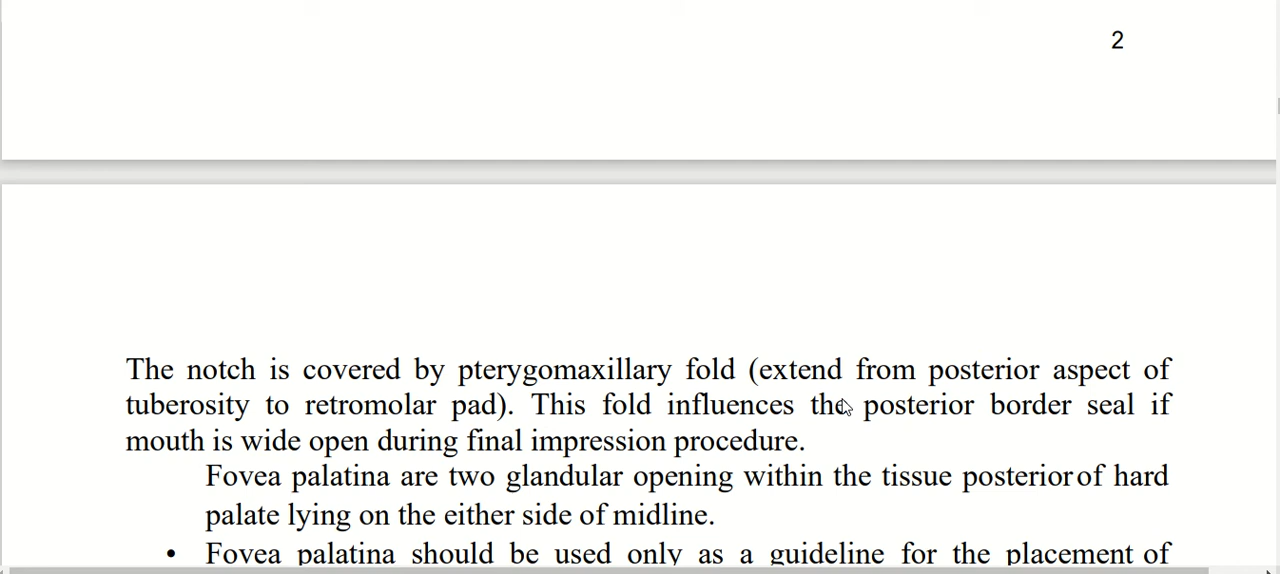 2
The notch is covered by pterygomaxillary fold (extend from posterior aspect of
tuberosity to retromolar pad). This fold influences the posterior border seal if
mouth is wide open during final impression procedure.
Fovea palatina are two glandular opening within the tissue posterior of hard
palate lying on the either side of midline.
• Fovea palatina should be used only as a guideline for the placement of